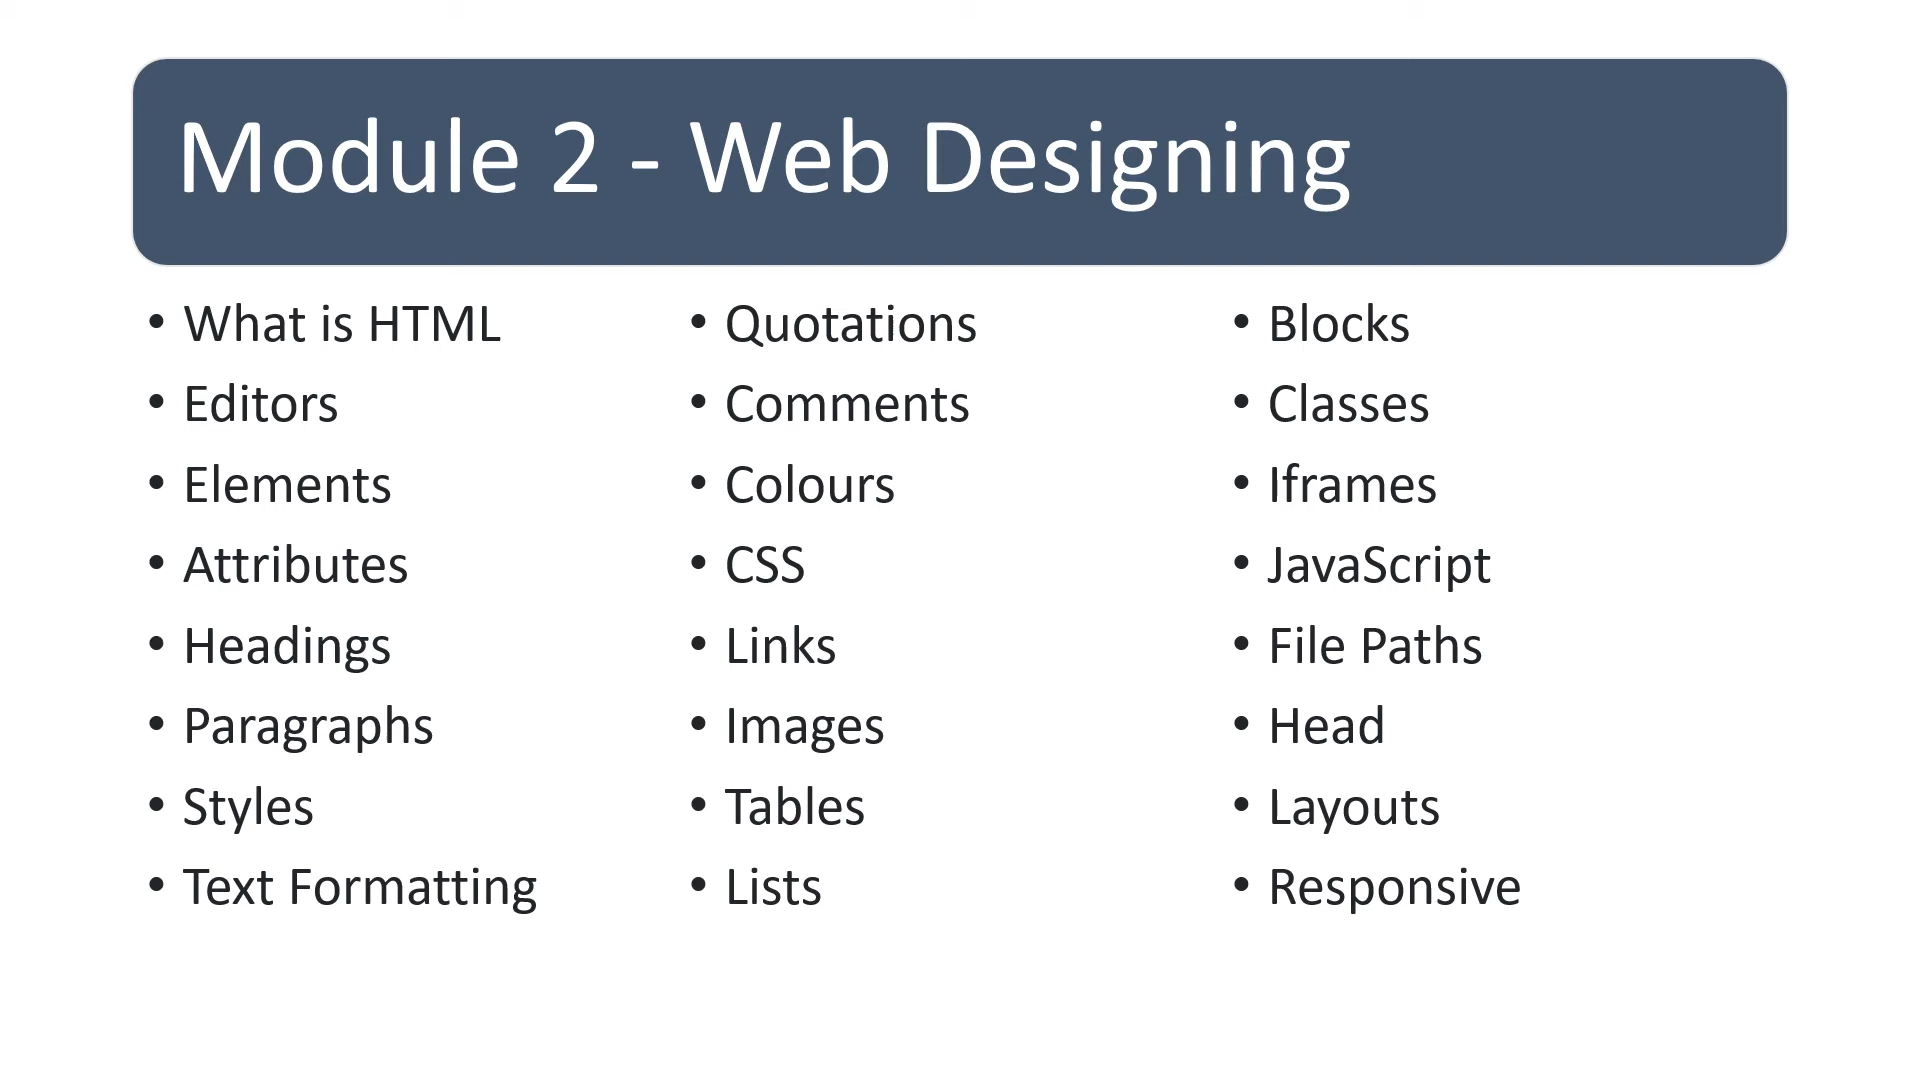 Module 2 - Web Designing
• What is HTML
• Editors
• Elements
• Attributes
• Headings
• Paragraphs
• Styles
• Text Formatting
• Quotations
• Comments
• Colours
• CSS
• Links
• Images
• Tables
• Lists
• Blocks
• Classes
• Iframes
• JavaScript
• File Paths
• Head
• Layouts
• Responsive